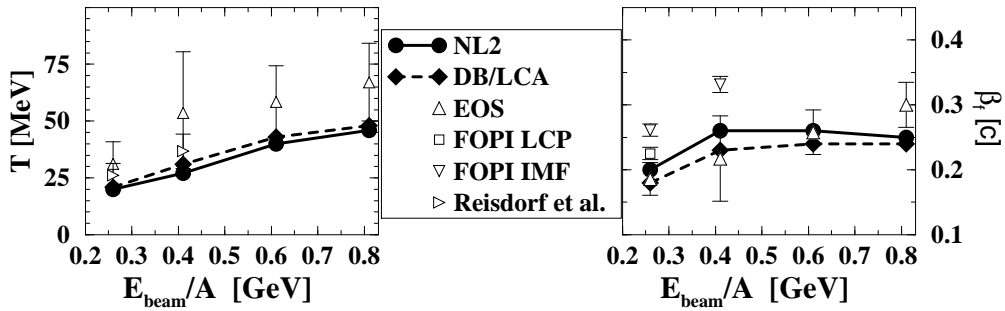 T [MeV]
75
50
25
0
0.2 0.3 0.4 0.5 0.6 0.7 0.8
E_beam/A [GeV]
NL2
DB/LCA
EOS
FOPI LCP
FOPI IMF
Reisdorf et al.
0.4
0.3
0.2
0.1
β_t [c]
0.2 0.3 0.4 0.5 0.6 0.7 0.8
E_beam/A [GeV]